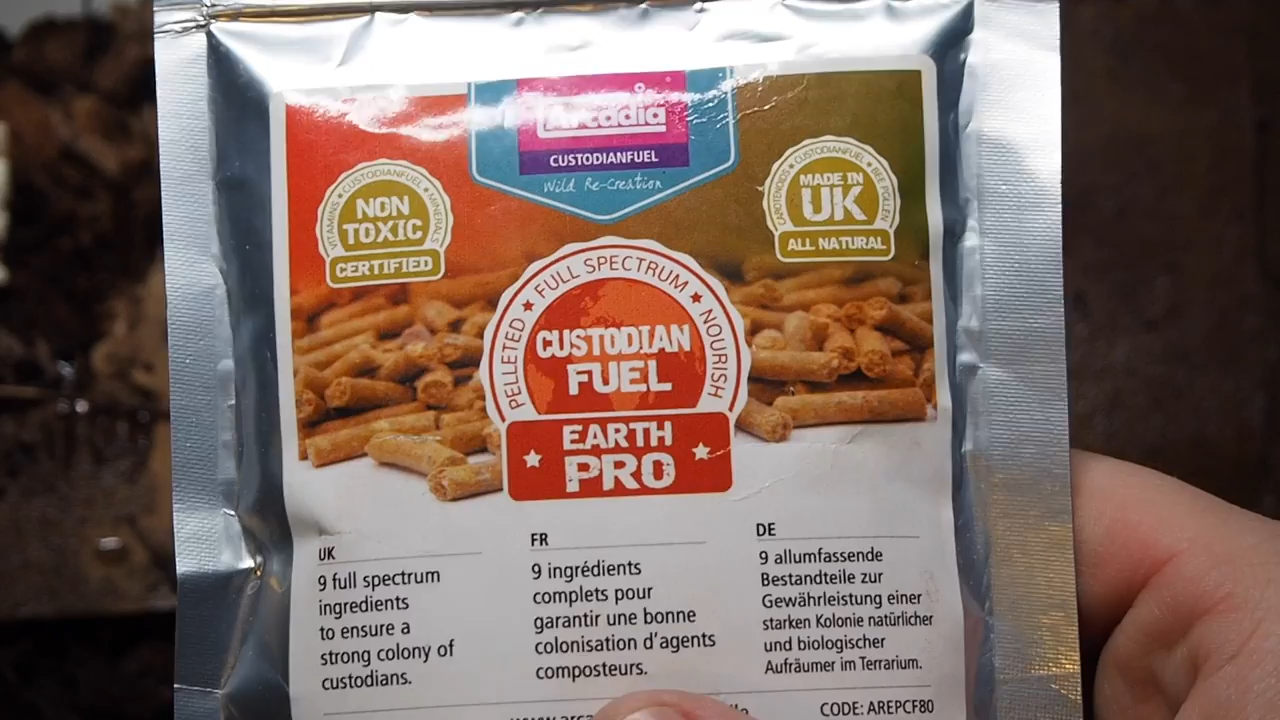 Arcadia
CUSTODIANFUEL
Wild Re-Creation
VITAMINS ★ CUSTODIANFUEL ★ MINERALS
NON
TOXIC
CERTIFIED
CAROTENOIDS ★ CUSTODIANFUEL ★ BEE POLLEN
MADE IN
UK
ALL NATURAL
PELLETED ★ FULL SPECTRUM ★ NOURISH
CUSTODIAN
FUEL
EARTH
PRO
UK
9 full spectrum
ingredients
to ensure a
strong colony of
custodians.
FR
9 ingrédients
complets pour
garantir une bonne
colonisation d'agents
composteurs.
DE
9 allumfassende
Bestandteile zur
Gewährleistung einer
starken Kolonie natürlicher
und biologischer
Aufräumer im Terrarium.
CODE: AREPCF80